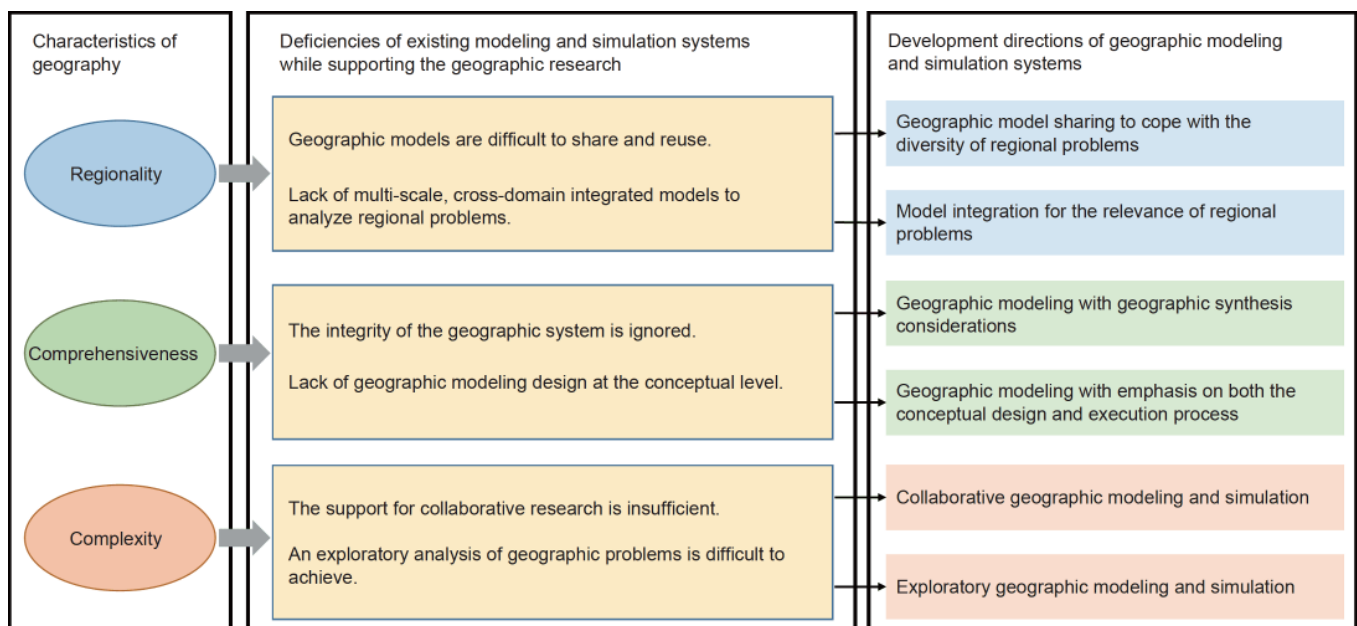 Characteristics of
geography
Regionality
Comprehensiveness
Complexity
Deficiencies of existing modeling and simulation systems
while supporting the geographic research
Geographic models are difficult to share and reuse.
Lack of multi-scale, cross-domain integrated models to
analyze regional problems.
The integrity of the geographic system is ignored.
Lack of geographic modeling design at the conceptual level.
The support for collaborative research is insufficient.
An exploratory analysis of geographic problems is difficult to
achieve.
Development directions of geographic modeling
and simulation systems
Geographic model sharing to cope with the
diversity of regional problems
Model integration for the relevance of regional
problems
Geographic modeling with geographic synthesis
considerations
Geographic modeling with emphasis on both the
conceptual design and execution process
Collaborative geographic modeling and simulation
Exploratory geographic modeling and simulation